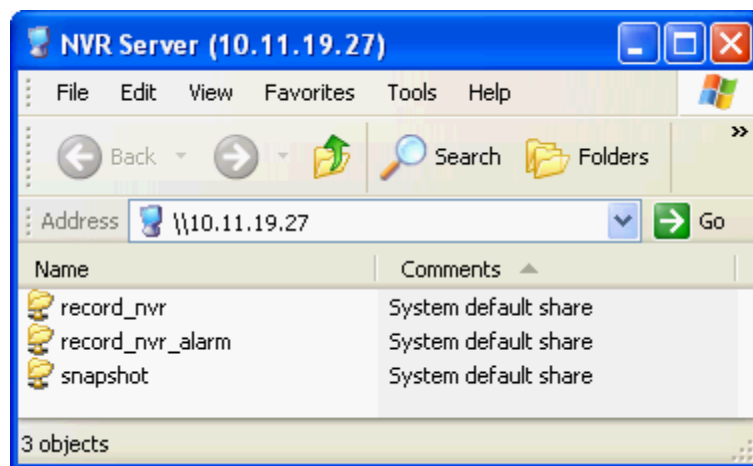 NVR Server (10.11.19.27)
File Edit View Favorites Tools Help
Back Search Folders »
Address \\10.11.19.27 Go
Name Comments
record_nvr System default share
record_nvr_alarm System default share
snapshot System default share
3 objects